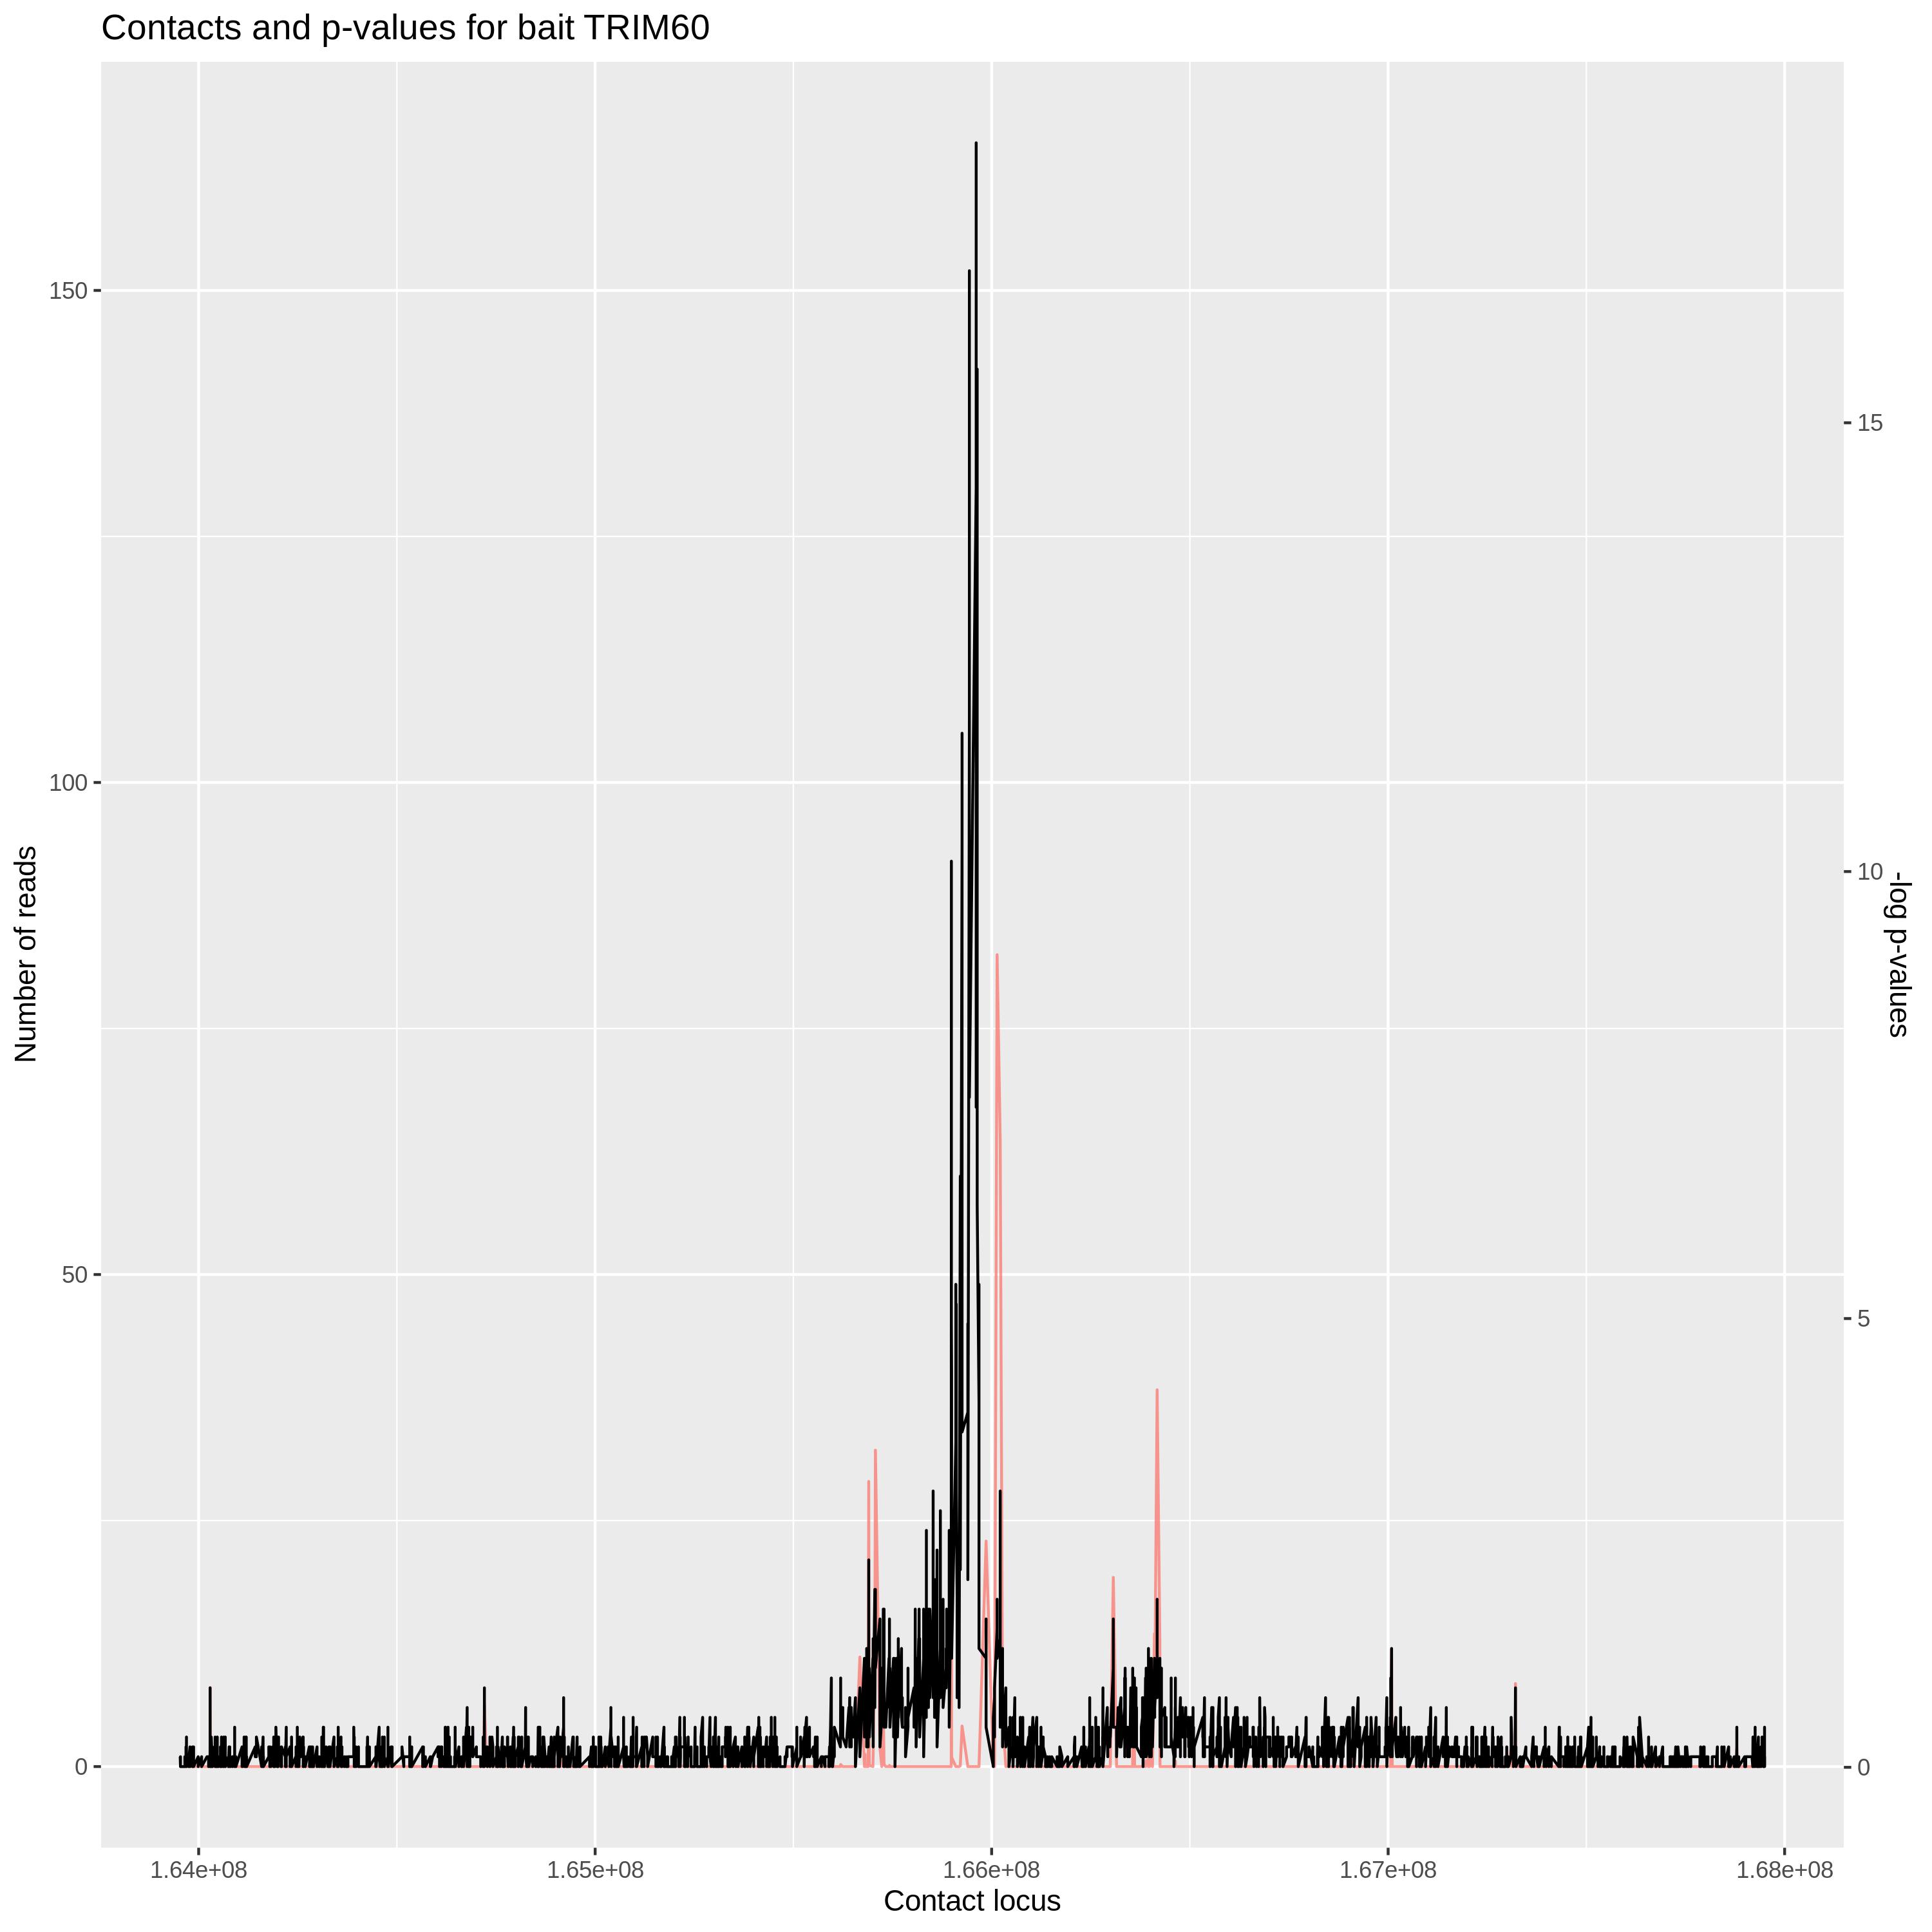 Contacts and p-values for bait TRIM60
150
100
50
0
Number of reads
15
10
5
0
-log p-values
1.64e+08
1.65e+08
1.66e+08
1.67e+08
1.68e+08
Contact locus